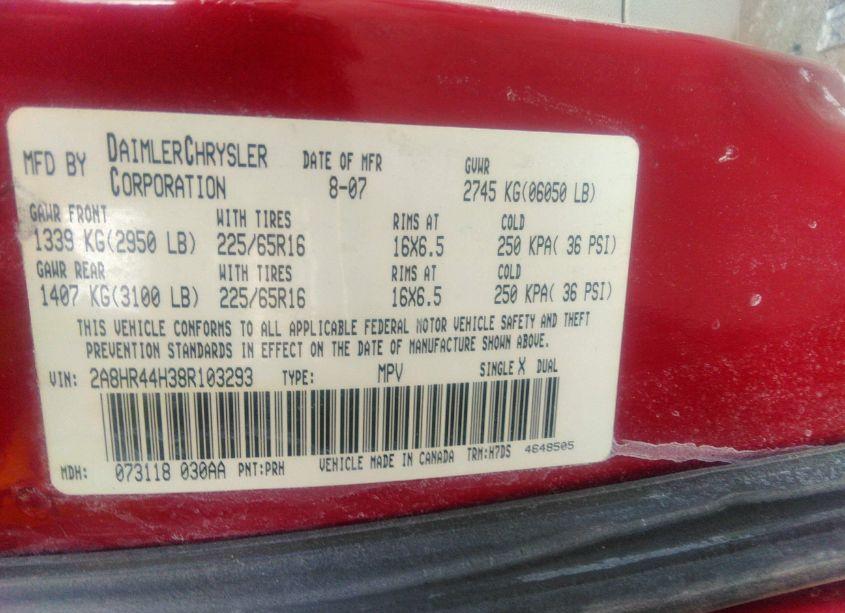 MFD BY DAIMLERCHRYSLER CORPORATION DATE OF MFR 8-07 GVWR 2745 KG(06050 LB)
GAWR FRONT WITH TIRES RIMS AT COLD
1339 KG(2950 LB) 225/65R16 16X6.5 250 KPA( 36 PSI)
GAWR REAR WITH TIRES RIMS AT COLD
1407 KG(3100 LB) 225/65R16 16X6.5 250 KPA( 36 PSI)
THIS VEHICLE CONFORMS TO ALL APPLICABLE FEDERAL MOTOR VEHICLE SAFETY AND THEFT
PREVENTION STANDARDS IN EFFECT ON THE DATE OF MANUFACTURE SHOWN ABOVE.
VIN: 2A8HR44H38R103293 TYPE: MPV SINGLE X DUAL
MDH: 073118 030AA PNT:PRH VEHICLE MADE IN CANADA TRM:H7DS 4648505